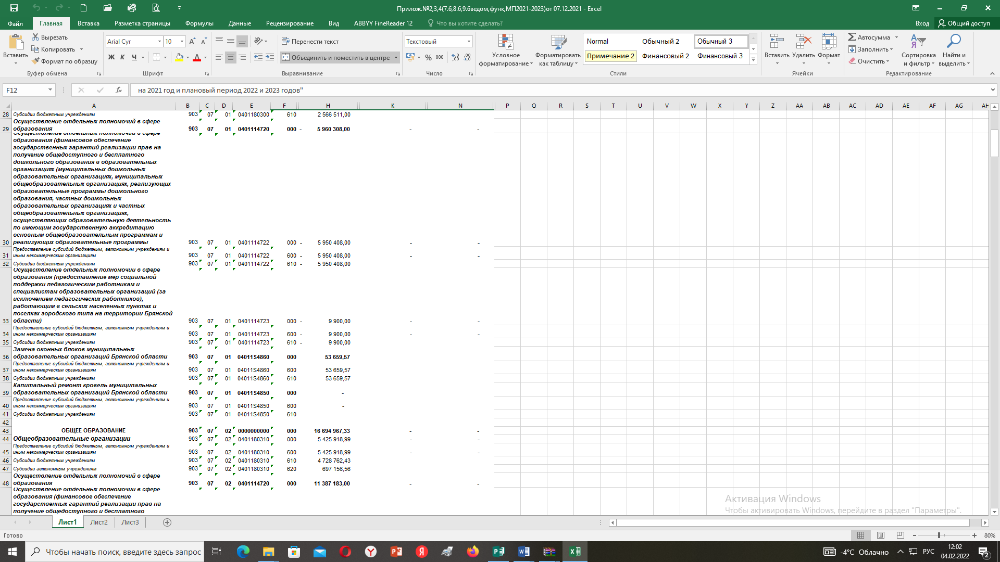 Прилож.№2,3,4(7.6,8.6,9.6ведом,функ,МП2021-2023)от 07.12.2021 - Excel
Файл Главная Вставка Разметка страницы Формулы Данные Рецензирование Вид ABBYY FineReader 12 Что вы хотите сделать? Вход Общий доступ
Вставить
Вырезать
Копировать
Формат по образцу
Буфер обмена
Arial Cyr 10
Ж К Ч
Шрифт
Перенести текст
Объединить и поместить в центре
Выравнивание
Текстовый
% 000
Число
Условное форматирование
Форматировать как таблицу
Normal Обычный 2 Обычный 3
Примечание 2 Финансовый 2 Финансовый 3
Стили
Вставить Удалить Формат
Ячейки
Автосумма
Заполнить
Очистить
Сортировка и фильтр
Найти и выделить
Редактирование
F12 fx на 2021 год и плановый период 2022 и 2023 годов"
A B C D E F H K N P Q R S T U V W X Y Z AA AB AC AD AE AF AG AH
28 Субсидии бюджетным учреждениям 903 07 01 0401180300 610 2 566 511,00
Осуществление отдельных полномочий в сфере
29 образования 903 07 01 0401114720 000 - 5 960 308,00 - -
Осуществление отдельных полномочий в сфере
образования (финансовое обеспечение
государственных гарантий реализации прав на
получение общедоступного и бесплатного
дошкольного образования в образовательных
организациях (муниципальных дошкольных
образовательных организациях, муниципальных
общеобразовательных организациях, реализующих
образовательные программы дошкольного
образования, частных дошкольных
образовательных организациях и частных
общеобразовательных организациях,
осуществляющих образовательную деятельность
по имеющим государственную аккредитацию
основным общеобразовательным программам и
30 реализующих образовательные программы 903 07 01 0401114722 000 - 5 950 408,00 - -
Предоставление субсидий бюджетным, автономным учреждениям и
31 иным некоммерческим организациям 903 07 01 0401114722 600 - 5 950 408,00 - -
32 Субсидии бюджетным учреждениям 903 07 01 0401114722 610 - 5 950 408,00
Осуществление отдельных полномочий в сфере
образования (предоставление мер социальной
поддержки педагогическим работникам и
специалистам образовательных организаций (за
исключением педагогических работников),
работающим в сельских населенных пунктах и
поселках городского типа на территории Брянской
33 области) 903 07 01 0401114723 000 - 9 900,00 - -
Предоставление субсидий бюджетным, автономным учреждениям и
34 иным некоммерческим организациям 903 07 01 0401114723 600 - 9 900,00 - -
35 Субсидии бюджетным учреждениям 903 07 01 0401114723 610 - 9 900,00
Замена оконных блоков муниципальных
36 образовательных организаций Брянской области 903 07 01 04011S4860 000 53 659,57
Предоставление субсидий бюджетным, автономным учреждениям и
37 иным некоммерческим организациям 903 07 01 04011S4860 600 53 659,57
38 Субсидии бюджетным учреждениям 903 07 01 04011S4860 610 53 659,57
Капитальный ремонт кровель муниципальных
39 образовательных организаций Брянской области 903 07 01 04011S4850 000 -
Предоставление субсидий бюджетным, автономным учреждениям и
40 иным некоммерческим организациям 903 07 01 04011S4850 600 -
41 Субсидии бюджетным учреждениям 903 07 01 04011S4850 610
42
43 ОБЩЕЕ ОБРАЗОВАНИЕ 903 07 02 0000000000 000 16 694 967,33 - -
44 Общеобразовательные организации 903 07 02 0401180310 000 5 425 918,99 - -
Предоставление субсидий бюджетным, автономным учреждениям и
45 иным некоммерческим организациям 903 07 02 0401180310 600 5 425 918,99 - -
46 Субсидии бюджетным учреждениям 903 07 02 0401180310 610 4 728 762,43
47 Субсидии автономным учреждениям 903 07 02 0401180310 620 697 156,56
Осуществление отдельных полномочий в сфере
48 образования 903 07 02 0401114720 000 11 387 183,00 - -
Осуществление отдельных полномочий в сфере
образования (финансовое обеспечение
государственных гарантий реализации прав на
получение общедоступного и бесплатного
Активация Windows
Чтобы активировать Windows, перейдите в раздел "Параметры".
Лист1 Лист2 Лист3
Готово 80%
Чтобы начать поиск, введите здесь запрос
-4°C Облачно РУС 12:02
04.02.2022
2